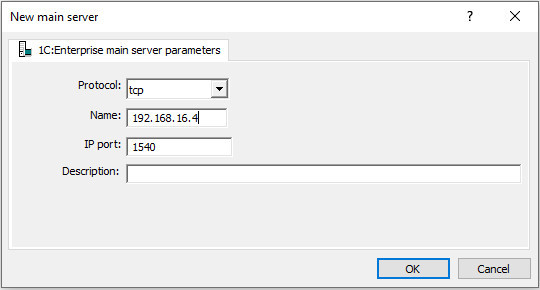 New main server
? ×
1C:Enterprise main server parameters
Protocol: tcp
Name: 192.168.16.4
IP port: 1540
Description:
OK Cancel